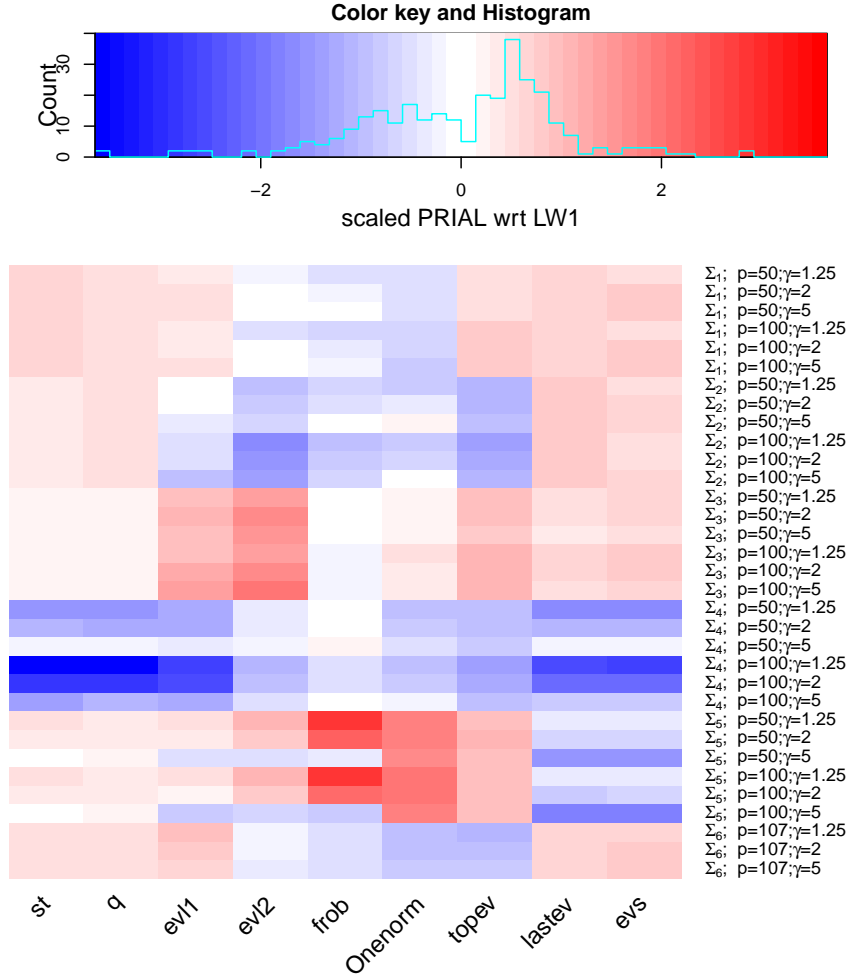 Color key and Histogram
Count
0 10 30
−2 0 2
scaled PRIAL wrt LW1
Σ1; p=50;γ=1.25
Σ1; p=50;γ=2
Σ1; p=50;γ=5
Σ1; p=100;γ=1.25
Σ1; p=100;γ=2
Σ1; p=100;γ=5
Σ2; p=50;γ=1.25
Σ2; p=50;γ=2
Σ2; p=50;γ=5
Σ2; p=100;γ=1.25
Σ2; p=100;γ=2
Σ2; p=100;γ=5
Σ3; p=50;γ=1.25
Σ3; p=50;γ=2
Σ3; p=50;γ=5
Σ3; p=100;γ=1.25
Σ3; p=100;γ=2
Σ3; p=100;γ=5
Σ4; p=50;γ=1.25
Σ4; p=50;γ=2
Σ4; p=50;γ=5
Σ4; p=100;γ=1.25
Σ4; p=100;γ=2
Σ4; p=100;γ=5
Σ5; p=50;γ=1.25
Σ5; p=50;γ=2
Σ5; p=50;γ=5
Σ5; p=100;γ=1.25
Σ5; p=100;γ=2
Σ5; p=100;γ=5
Σ6; p=107;γ=1.25
Σ6; p=107;γ=2
Σ6; p=107;γ=5
st q evl1 evl2 frob Onenorm topev lastev evs